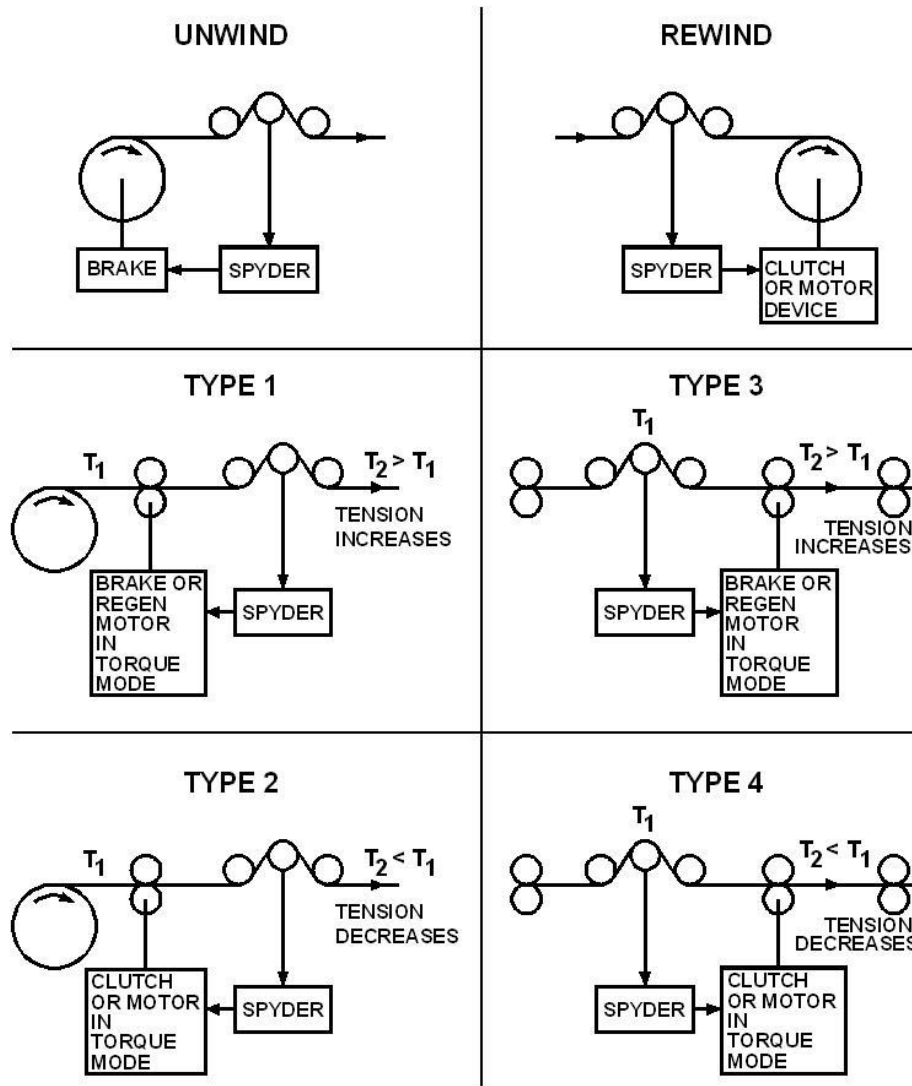 UNWIND
BRAKE
SPYDER
REWIND
SPYDER
CLUTCH
OR MOTOR
DEVICE
TYPE 1
T1
T2 > T1
TENSION
INCREASES
BRAKE OR
REGEN
MOTOR
IN
TORQUE
MODE
SPYDER
TYPE 3
T1
T2 > T1
TENSION
INCREASES
SPYDER
BRAKE OR
REGEN
MOTOR
IN
TORQUE
MODE
TYPE 2
T1
T2 < T1
TENSION
DECREASES
CLUTCH
OR MOTOR
IN
TORQUE
MODE
SPYDER
TYPE 4
T1
T2 < T1
TENSION
DECREASES
SPYDER
CLUTCH
OR MOTOR
IN
TORQUE
MODE